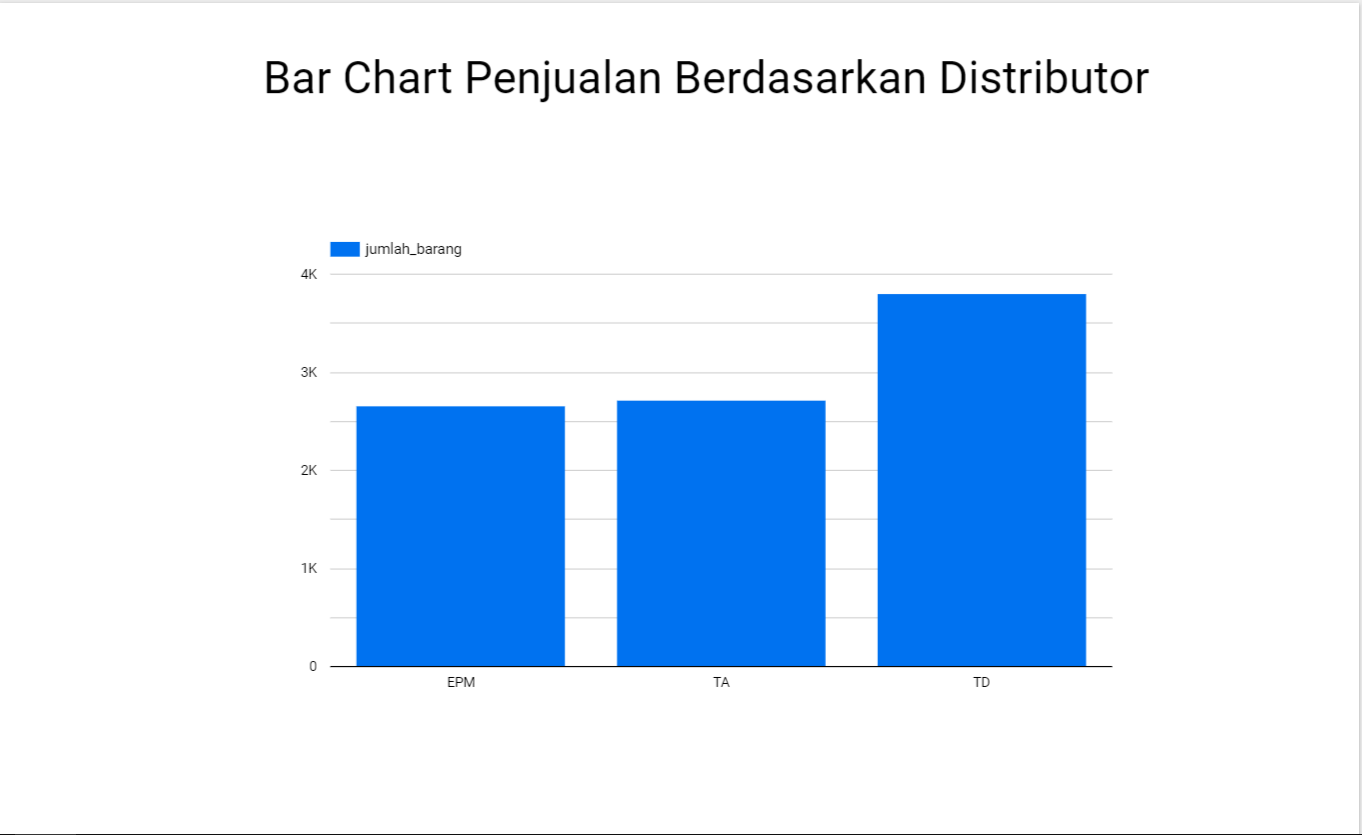 Bar Chart Penjualan Berdasarkan Distributor
jumlah_barang
4K
3K
2K
1K
0
EPM TA TD